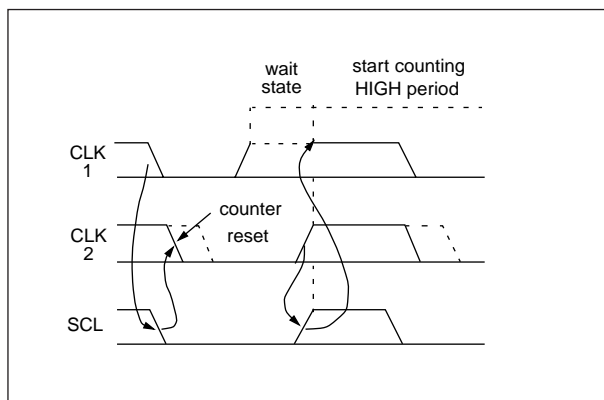 wait
state
start counting
HIGH period
CLK
1
counter
reset
CLK
2
SCL